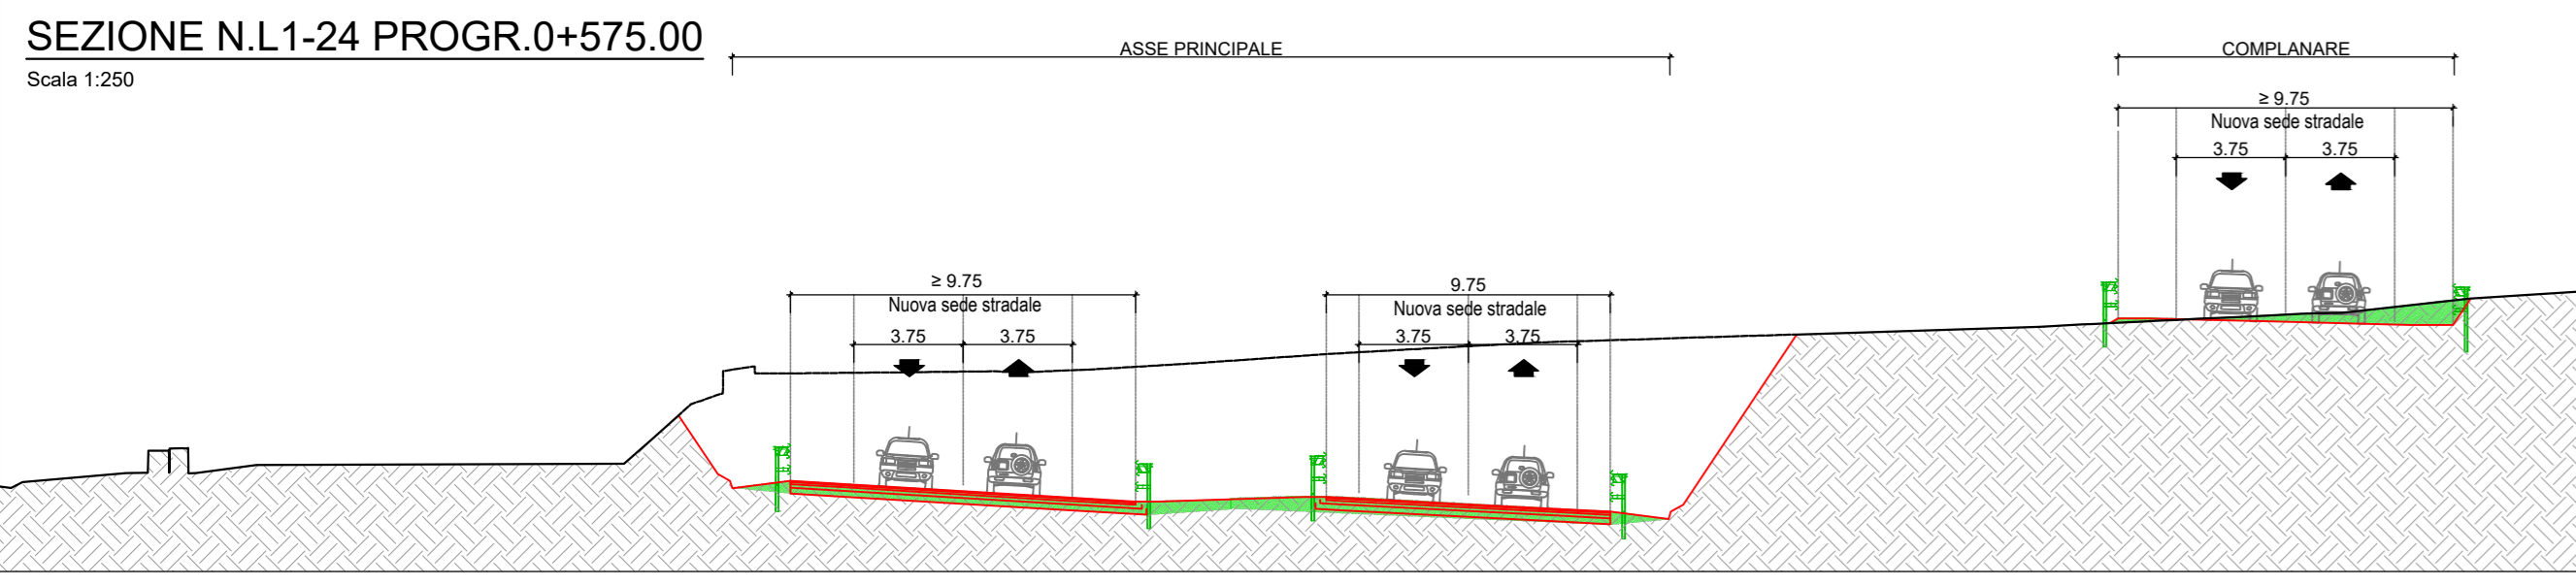 SEZIONE N.L1-24 PROGR.0+575.00
Scala 1:250
ASSE PRINCIPALE
COMPLANARE
≥ 9.75
Nuova sede stradale
3.75 3.75
≥ 9.75
Nuova sede stradale
3.75 3.75
9.75
Nuova sede stradale
3.75 3.75